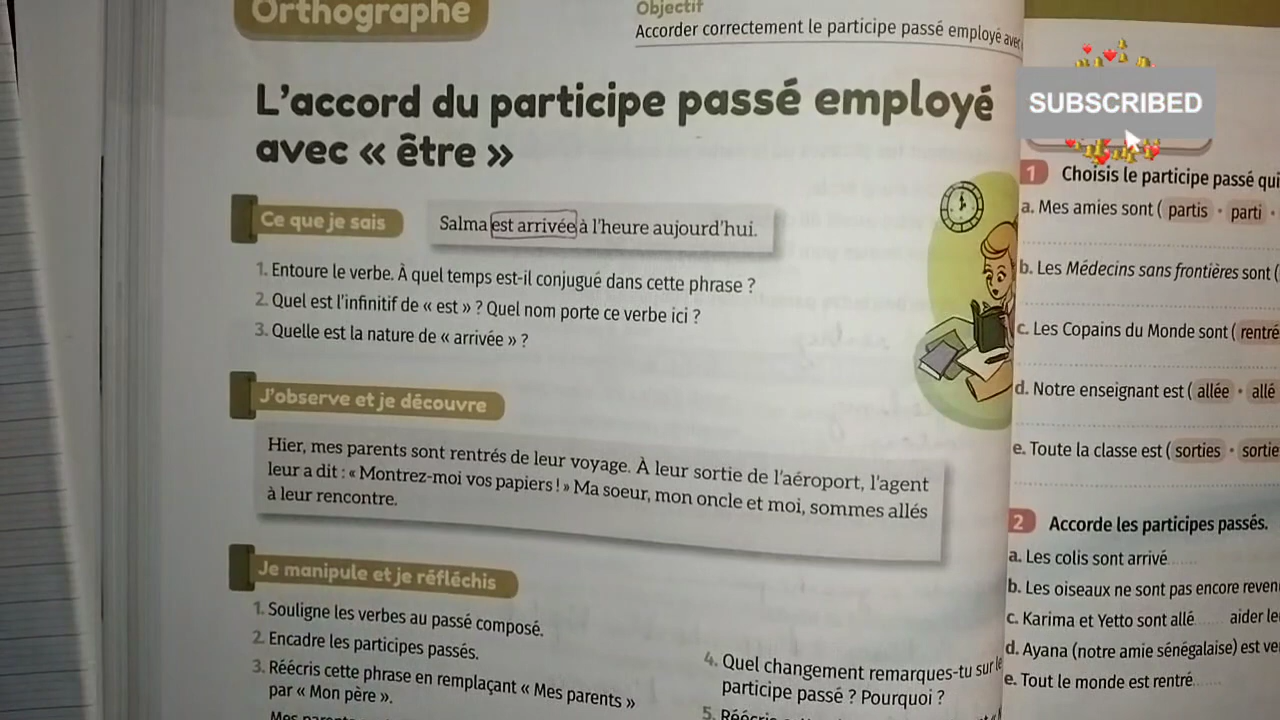 Orthographe
Objectif
Accorder correctement le participe passé employé avec
L'accord du participe passé employé
avec « être »
Ce que je sais
Salma est arrivée à l'heure aujourd'hui.
1. Entoure le verbe. À quel temps est-il conjugué dans cette phrase ?
2. Quel est l'infinitif de « est » ? Quel nom porte ce verbe ici ?
3. Quelle est la nature de « arrivée » ?
J'observe et je découvre
Hier, mes parents sont rentrés de leur voyage. À leur sortie de l'aéroport, l'agent
leur a dit : « Montrez-moi vos papiers ! » Ma soeur, mon oncle et moi, sommes allés
à leur rencontre.
Je manipule et je réfléchis
1. Souligne les verbes au passé composé.
2. Encadre les participes passés.
3. Réécris cette phrase en remplaçant « Mes parents »
par « Mon père ».
4. Quel changement remarques-tu sur le
participe passé ? Pourquoi ?
5.
SUBSCRIBED
1 Choisis le participe passé qui
a. Mes amies sont ( partis • parti •
b. Les Médecins sans frontières sont (
c. Les Copains du Monde sont ( rentré
d. Notre enseignant est ( allée • allé
e. Toute la classe est ( sorties • sortie
2 Accorde les participes passés.
a. Les colis sont arrivé......
b. Les oiseaux ne sont pas encore reven
c. Karima et Yetto sont allé...... aider
d. Ayana (notre amie sénégalaise) est ve
e. Tout le monde est rentré......